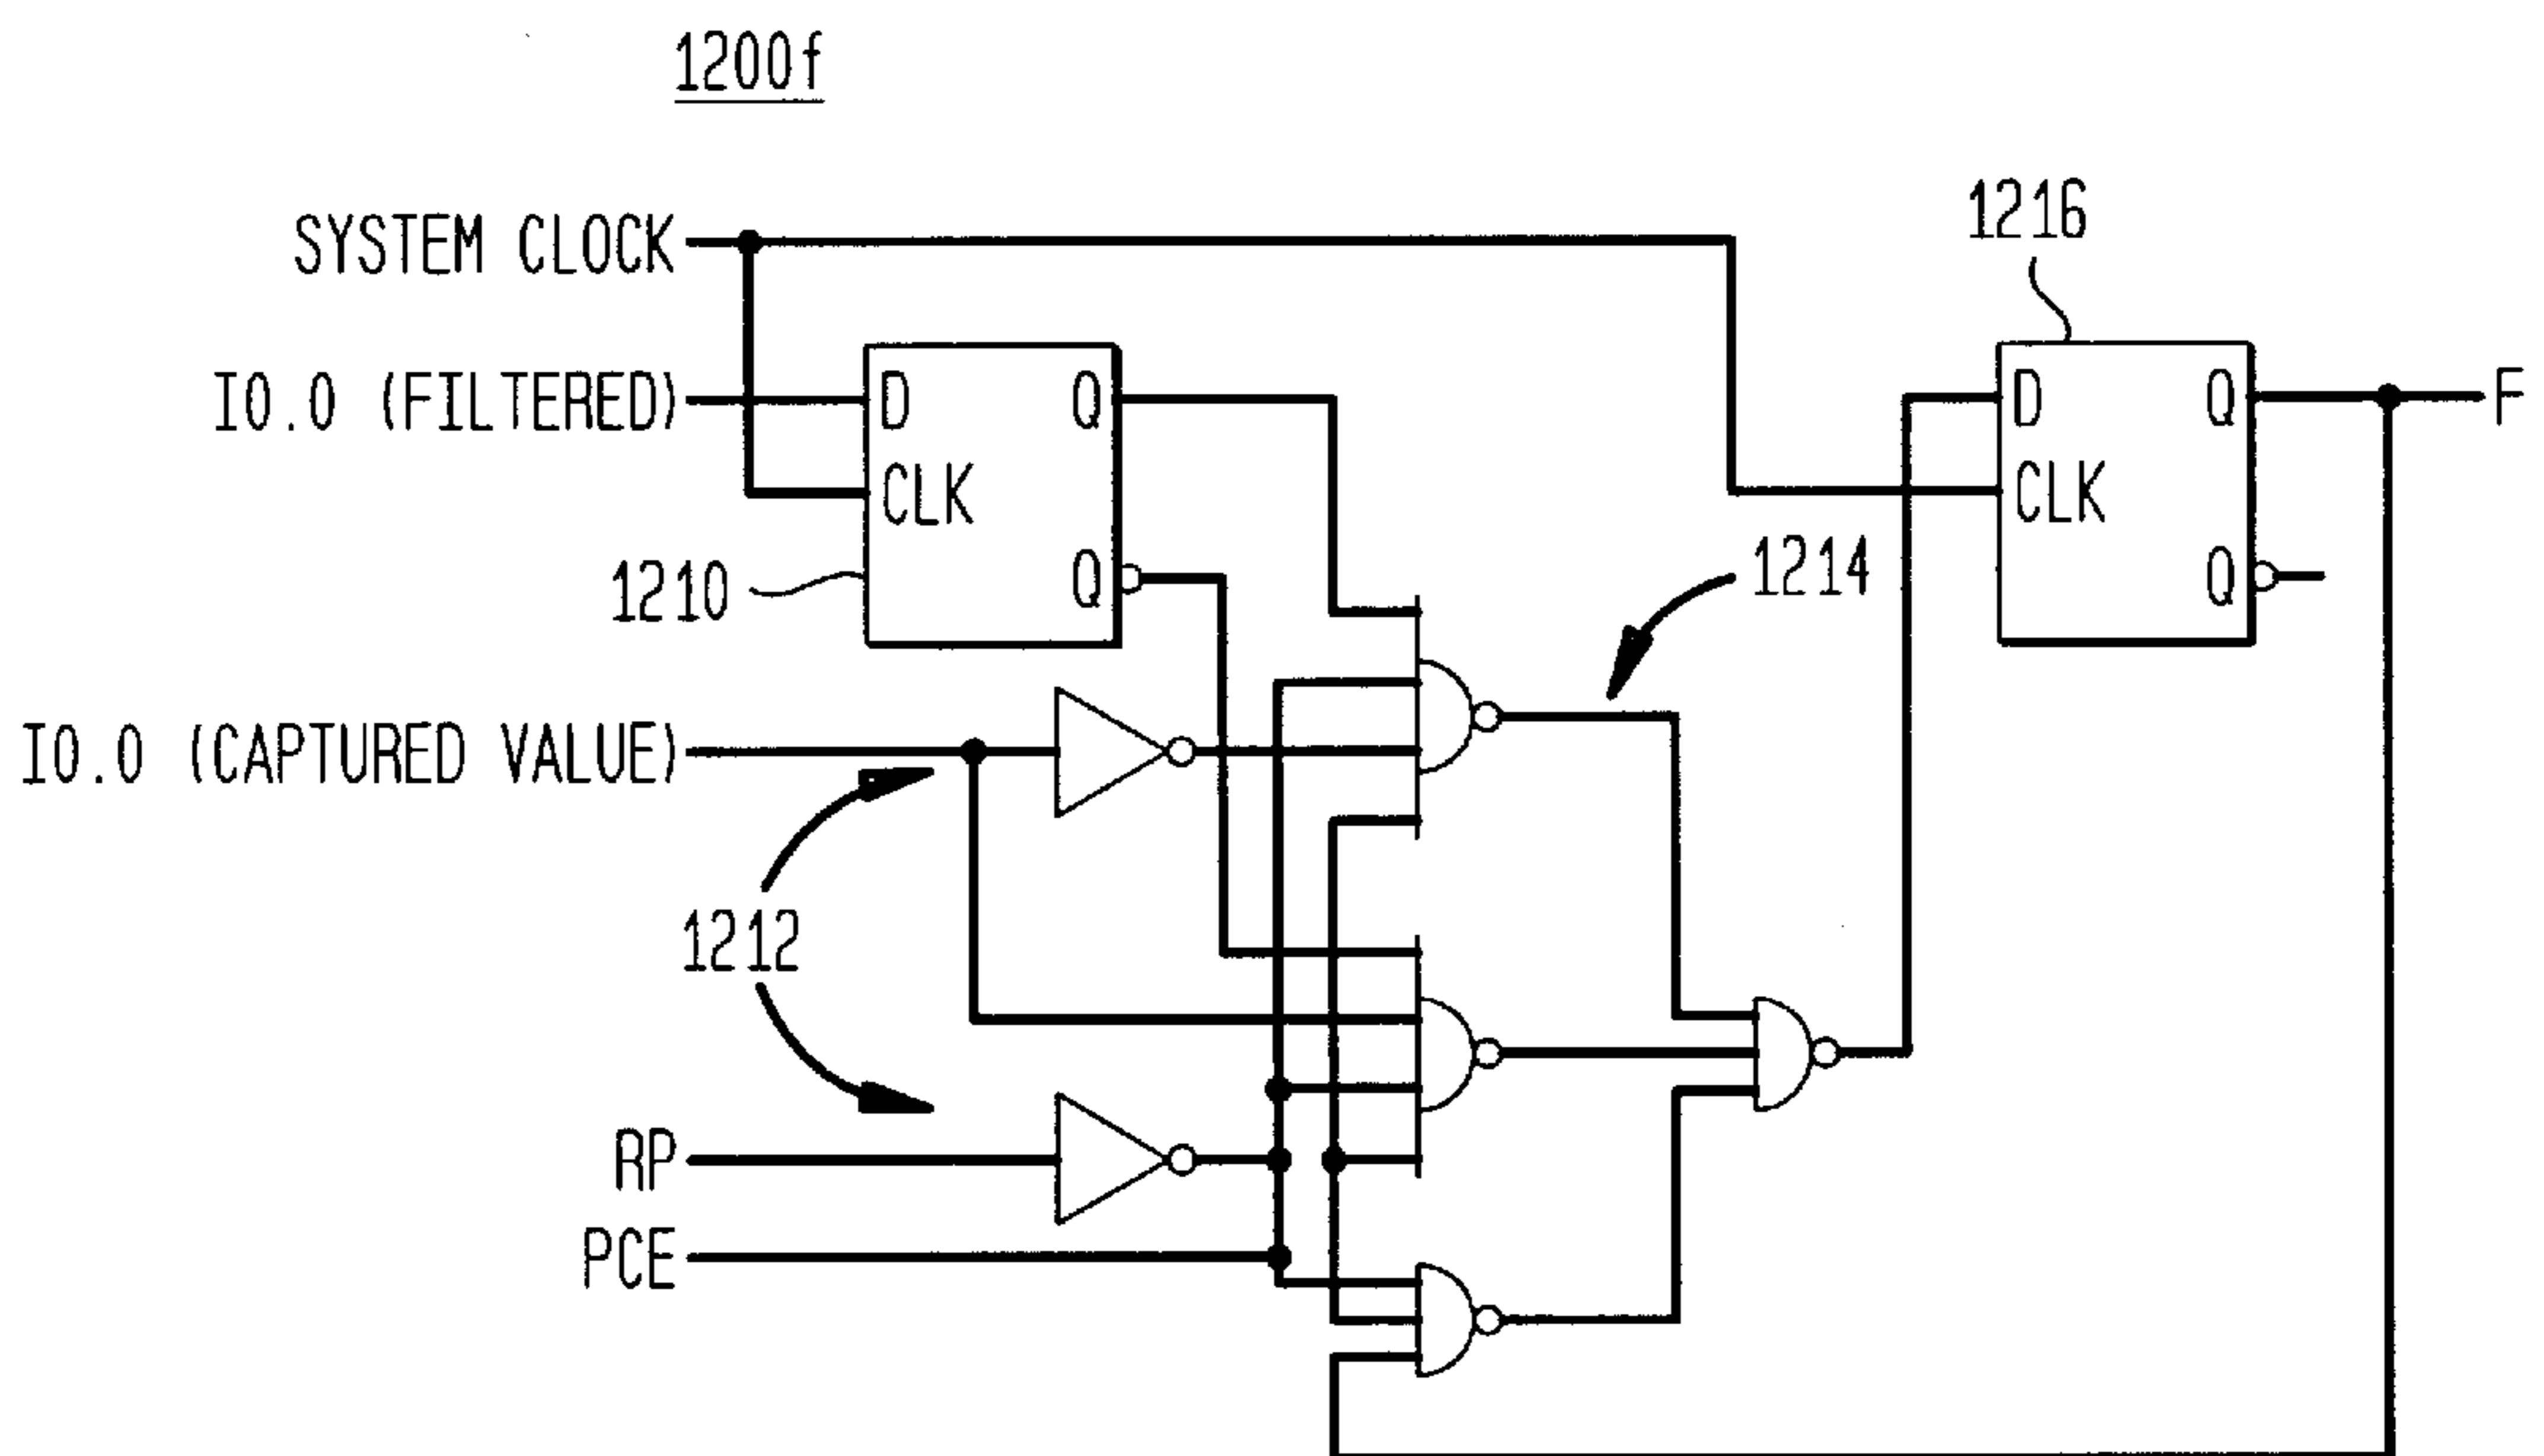 1200f
SYSTEM CLOCK
1216
I0.0 (FILTERED)
D
Q
D
Q
F
CLK
CLK
1210
Q
1214
Q
I0.0 (CAPTURED VALUE)
1212
RP
PCE